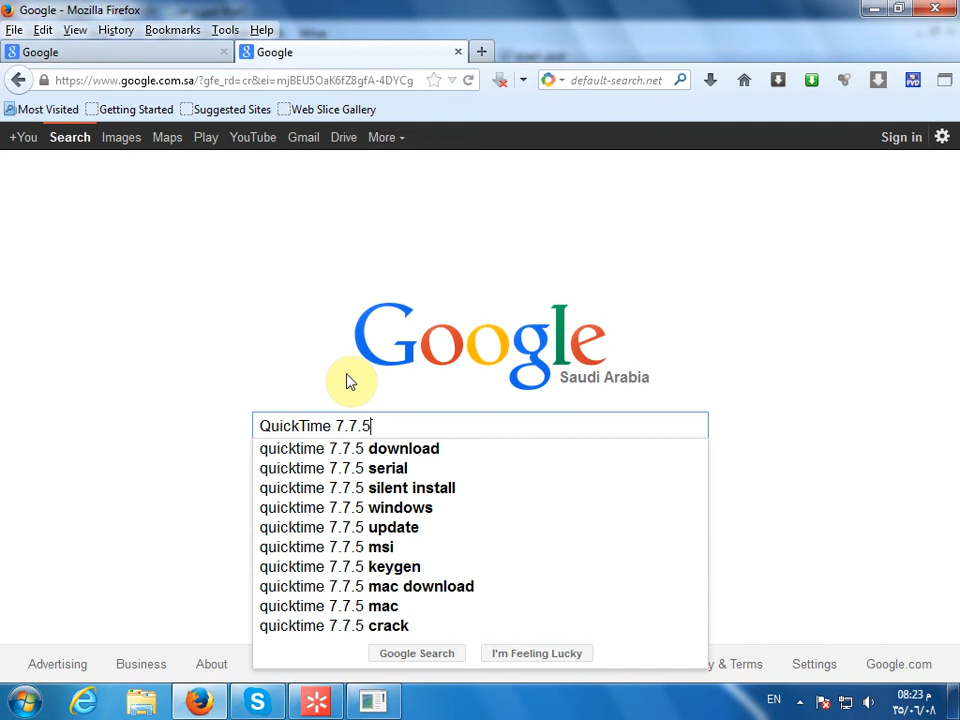 Google - Mozilla Firefox
File Edit View History Bookmarks Tools Help
Google
Google
https://www.google.com.sa/?gfe_rd=cr&ei=mjBEU5OaK6fZ8gfA-4DYCg
default-search.net
Most Visited Getting Started Suggested Sites Web Slice Gallery
+You Search Images Maps Play YouTube Gmail Drive More Sign in
Google
Saudi Arabia
QuickTime 7.7.5
quicktime 7.7.5 download
quicktime 7.7.5 serial
quicktime 7.7.5 silent install
quicktime 7.7.5 windows
quicktime 7.7.5 update
quicktime 7.7.5 msi
quicktime 7.7.5 keygen
quicktime 7.7.5 mac download
quicktime 7.7.5 mac
quicktime 7.7.5 crack
Google Search I'm Feeling Lucky
Advertising Business About y & Terms Settings Google.com
EN 08:23 م
٣٥/٠٦/٠٨